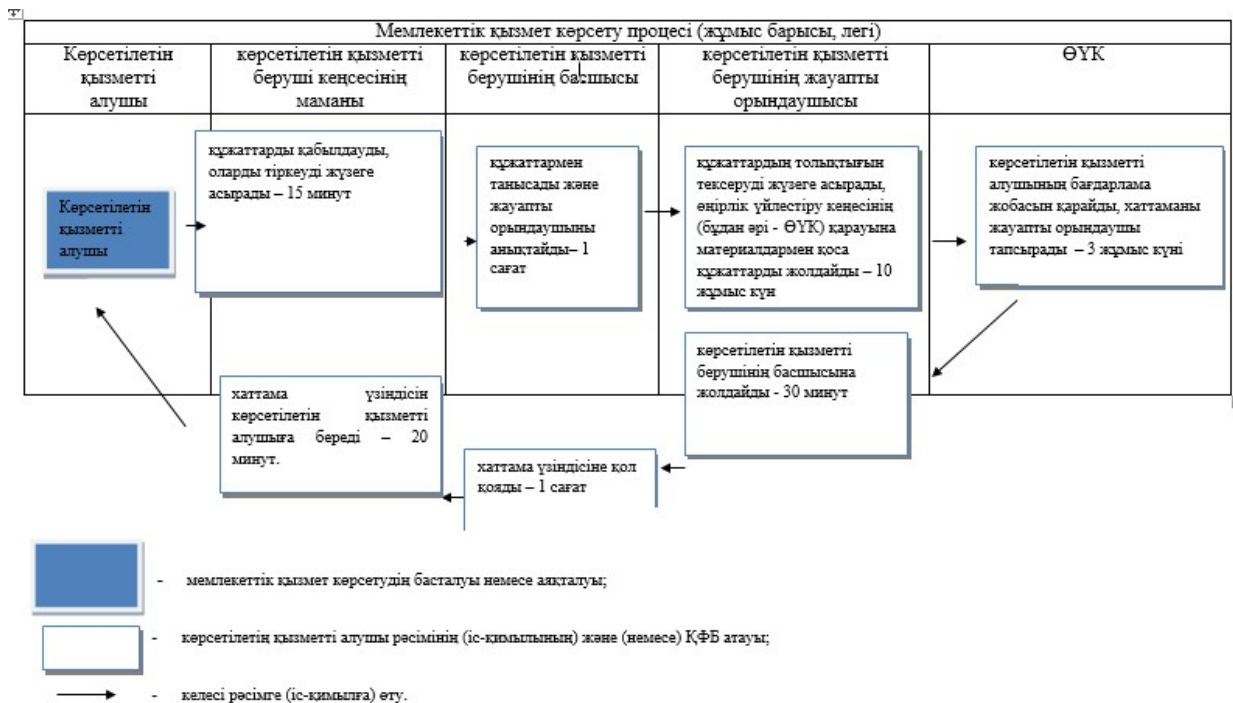 Мемлекеттік қызмет көрсету процесі (жұмыс барысы, легі)
Көрсетілетін
қызметті
алушы
көрсетілетін қызметті
беруші кеңсесінің
маманы
көрсетілетін қызметті
берушінің басшысы
көрсетілетін қызметті
берушінің жауапты
орындаушысы
ӨҮК
Көрсетілетін
қызметті
алушы
құжаттарды қабылдауды,
оларды тіркеуді жүзеге
асырады – 15 минут
құжаттармен
танысады және
жауапты
орындаушыны
анықтайды– 1
сағат
құжаттардың толықтығын
тексеруді жүзеге асырады,
өңірлік үйлестіру кеңесінің
(бұдан әрі - ӨҮК) қарауына
материалдармен қоса
құжаттарды жолдайды – 10
жұмыс күн
көрсетілетін қызметті
алушының бағдарлама
жобасын қарайды, хаттаманы
жауапты орындаушы
тапсырады – 3 жұмыс күні
көрсетілетін қызметті
берушінің басшысына
жолдайды - 30 минут
хаттама үзіндісіне қол
қояды – 1 сағат
хаттама үзіндісін
көрсетілетін қызметті
алушыға береді – 20
минут.
- мемлекеттік қызмет көрсетудің басталуы немесе аяқталуы;
- көрсетілетің қызметті алушы рәсімінің (іс-қимылының) және (немесе) ҚФБ атауы;
- келесі рәсімге (іс-қимылға) өту.